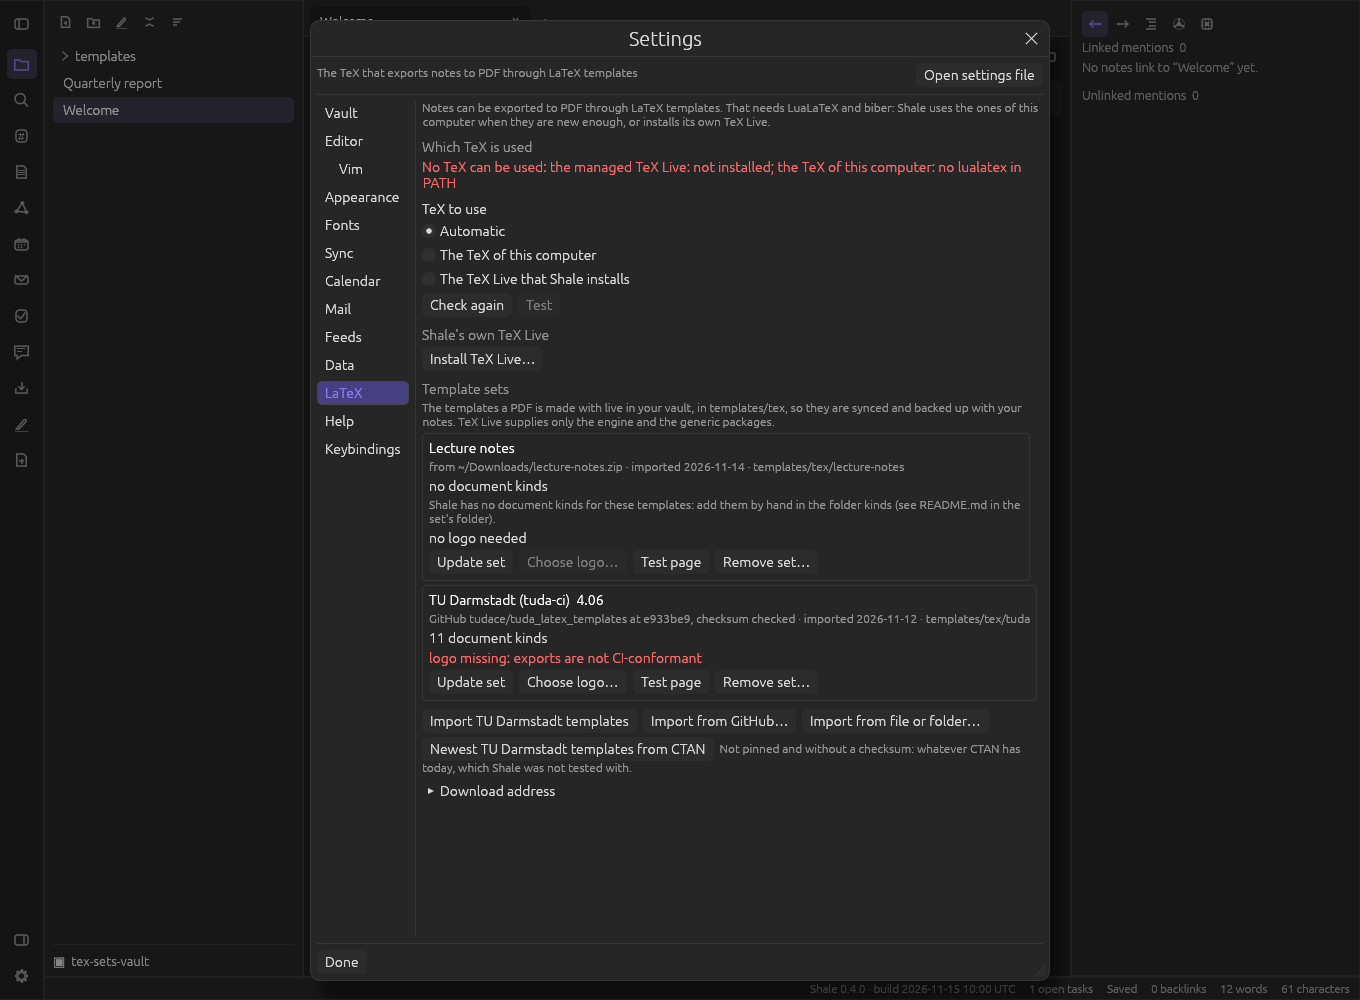 Settings
The TeX that exports notes to PDF through LaTeX templates
Open settings file
templates
Quarterly report
Welcome
tex-sets-vault
Vault
Editor
Vim
Appearance
Fonts
Sync
Calendar
Mail
Feeds
Data
LaTeX
Help
Keybindings
Notes can be exported to PDF through LaTeX templates. That needs LuaLaTeX and biber: Shale uses the ones of this
computer when they are new enough, or installs its own TeX Live.
Which TeX is used
No TeX can be used: the managed TeX Live: not installed; the TeX of this computer: no lualatex in
PATH
TeX to use
Automatic
The TeX of this computer
The TeX Live that Shale installs
Check again Test
Shale's own TeX Live
Install TeX Live…
Template sets
The templates a PDF is made with live in your vault, in templates/tex, so they are synced and backed up with your
notes. TeX Live supplies only the engine and the generic packages.
Lecture notes
from ~/Downloads/lecture-notes.zip · imported 2026-11-14 · templates/tex/lecture-notes
no document kinds
Shale has no document kinds for these templates: add them by hand in the folder kinds (see README.md in the
set's folder).
no logo needed
Update set Choose logo… Test page Remove set…
TU Darmstadt (tuda-ci) 4.06
GitHub tudace/tuda_latex_templates at e933be9, checksum checked · imported 2026-11-12 · templates/tex/tuda
11 document kinds
logo missing: exports are not CI-conformant
Update set Choose logo… Test page Remove set…
Import TU Darmstadt templates Import from GitHub… Import from file or folder…
Newest TU Darmstadt templates from CTAN Not pinned and without a checksum: whatever CTAN has
today, which Shale was not tested with.
Download address
Done
Linked mentions 0
No notes link to “Welcome” yet.
Unlinked mentions 0
Shale 0.4.0 · build 2026-11-15 10:00 UTC 1 open tasks Saved 0 backlinks 12 words 61 characters